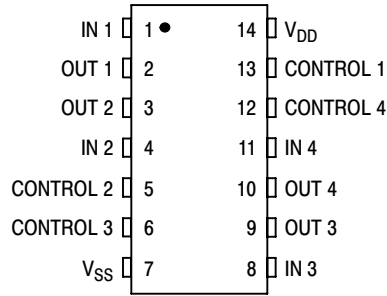 IN 1 1 14 V_DD
OUT 1 2 13 CONTROL 1
OUT 2 3 12 CONTROL 4
IN 2 4 11 IN 4
CONTROL 2 5 10 OUT 4
CONTROL 3 6 9 OUT 3
V_SS 7 8 IN 3